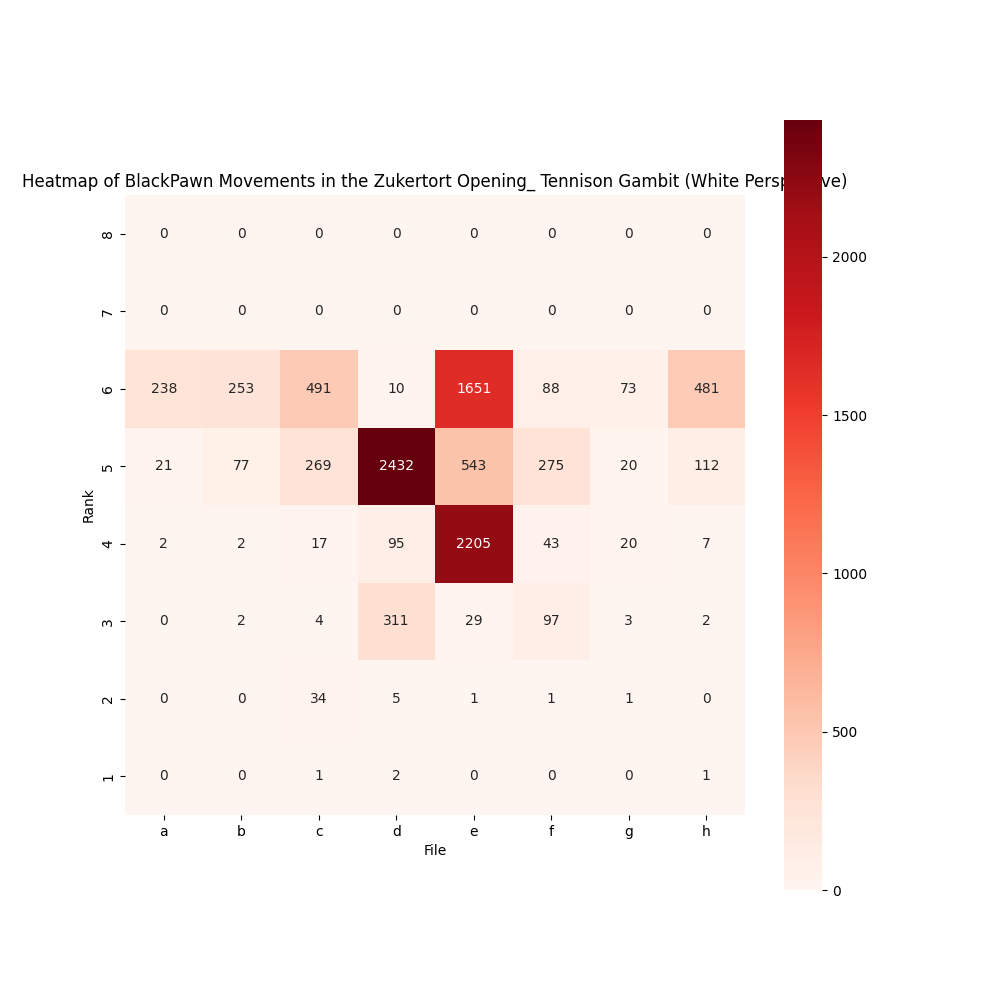 Heatmap of BlackPawn Movements in the Zukertort Opening_ Tennison Gambit (White Persp ve)
8 0 0 0 0 0 0 0 0
7 0 0 0 0 0 0 0 0
6 238 253 491 10 1651 88 73 481
5 21 77 269 2432 543 275 20 112
4 2 2 17 95 2205 43 20 7
3 0 2 4 311 29 97 3 2
2 0 0 34 5 1 1 1 0
1 0 0 1 2 0 0 0 1
a b c d e f g h
File
Rank
2000
1500
1000
500
0